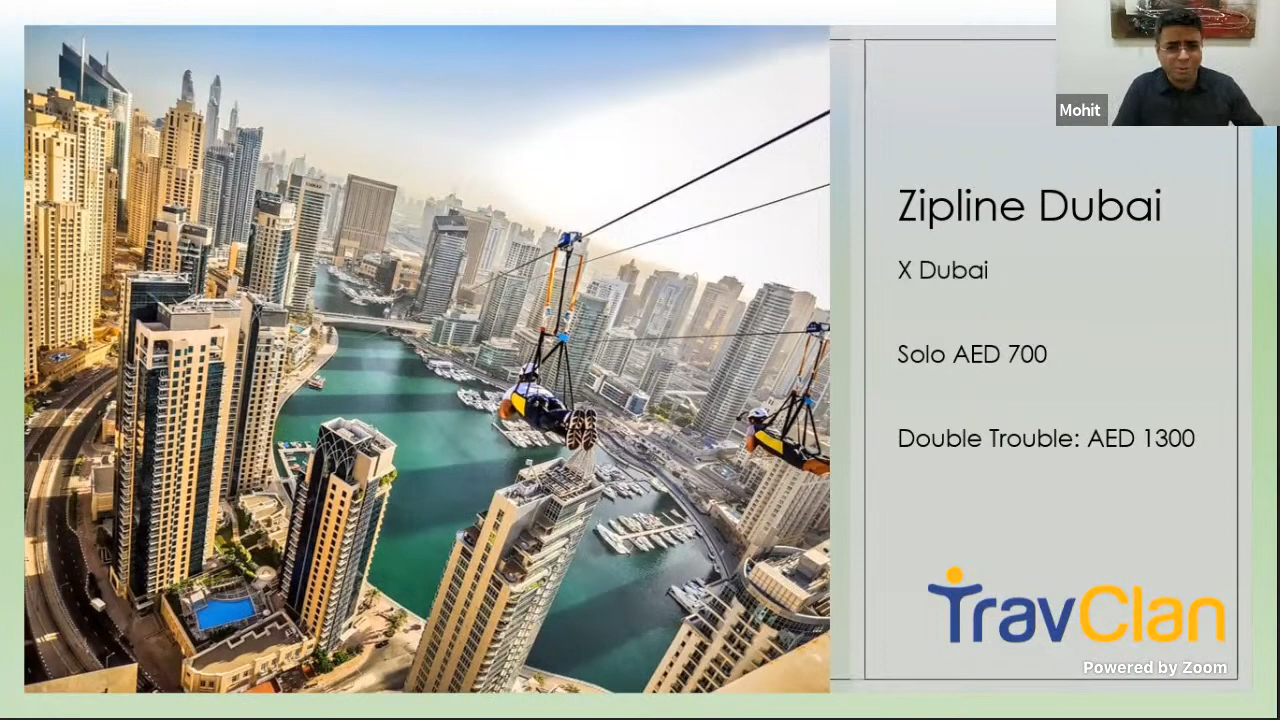 Mohit
Zipline Dubai
X Dubai
Solo AED 700
Double Trouble: AED 1300
TravClan
Powered by Zoom